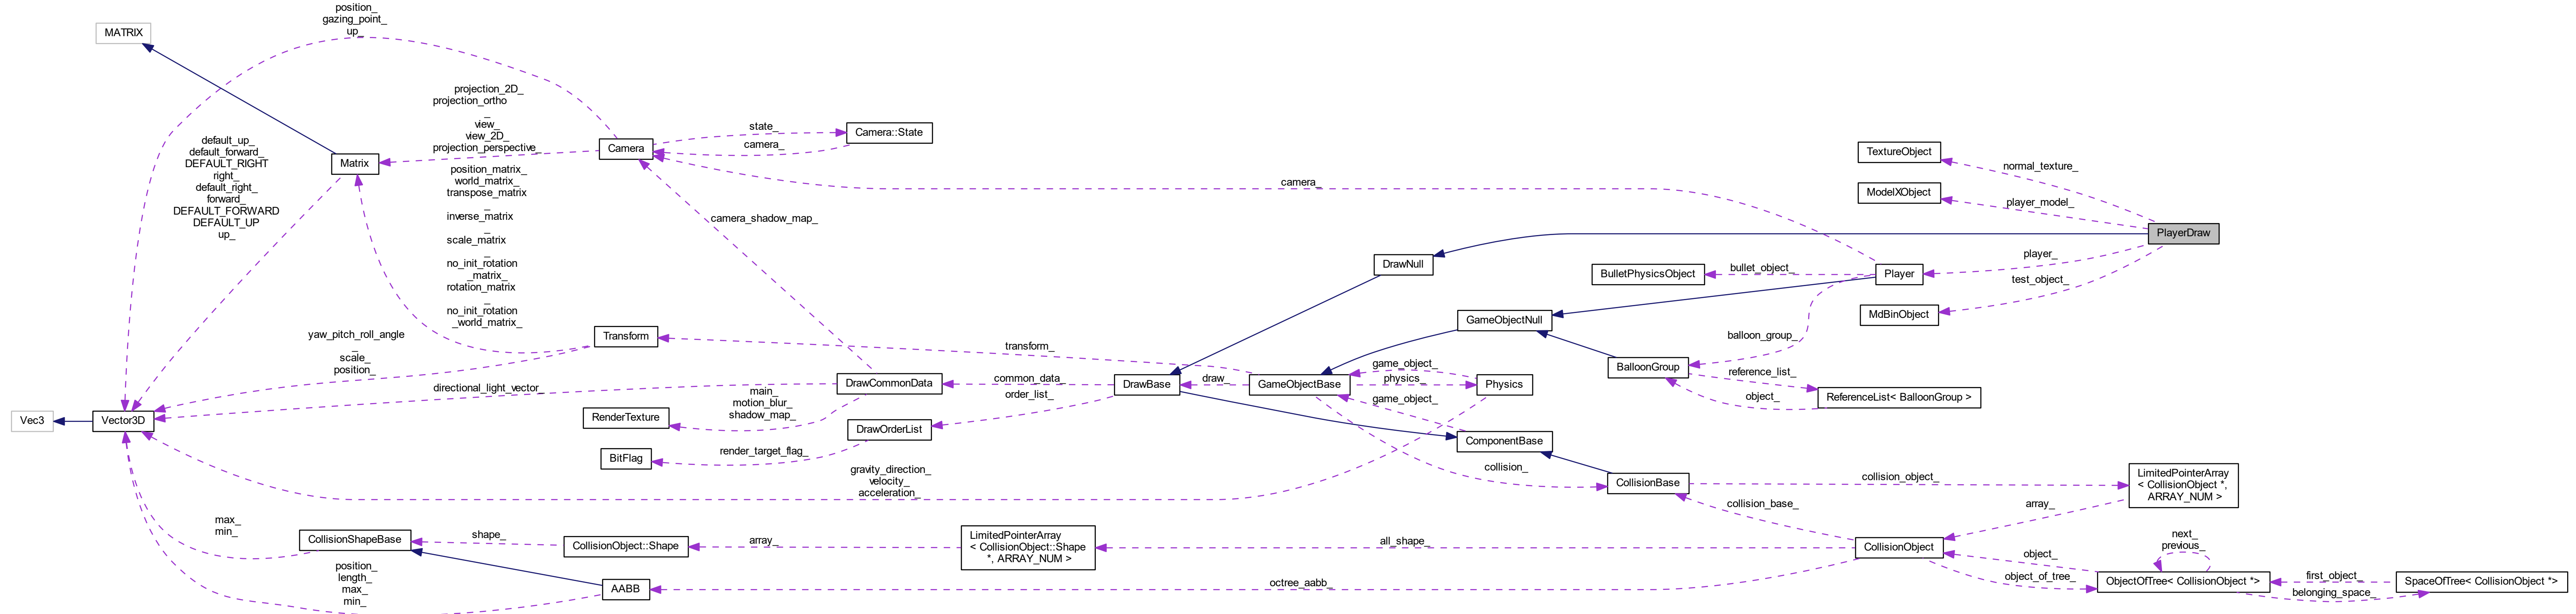 position_
gazing_point_
up_
MATRIX
projection_2D_
projection_ortho
_
view_
view_2D_
projection_perspective_
Camera
state_
camera_
Camera::State
default_up_
default_forward_
DEFAULT_RIGHT
right_
default_right_
forward_
DEFAULT_FORWARD
DEFAULT_UP
up_
Matrix
position_matrix_
world_matrix_
transpose_matrix
_
inverse_matrix
_
scale_matrix
_
no_init_rotation
_matrix_
rotation_matrix
_
no_init_rotation
_world_matrix_
camera_shadow_map_
camera_
TextureObject
normal_texture_
ModelXObject
player_model_
PlayerDraw
DrawNull
BulletPhysicsObject
bullet_object_
Player
player_
test_object_
MdBinObject
GameObjectNull
balloon_group_
yaw_pitch_roll_angle
_
scale_
position_
Transform
transform_
BalloonGroup
reference_list_
object_
ReferenceList< BalloonGroup >
directional_light_vector_
DrawCommonData
common_data_
DrawBase
draw_
GameObjectBase
game_object_
physics_
Physics
game_object_
order_list_
main_
motion_blur_
shadow_map_
RenderTexture
DrawOrderList
Vec3
Vector3D
BitFlag
render_target_flag_
ComponentBase
gravity_direction_
velocity_
acceleration_
collision_
CollisionBase
collision_object_
LimitedPointerArray
< CollisionObject *,
ARRAY_NUM >
collision_base_
array_
max_
min_
CollisionShapeBase
shape_
CollisionObject::Shape
array_
LimitedPointerArray
< CollisionObject::Shape
*, ARRAY_NUM >
all_shape_
CollisionObject
object_
next_
previous_
object_of_tree_
ObjectOfTree< CollisionObject *>
first_object_
belonging_space_
SpaceOfTree< CollisionObject *>
position_
length_
max_
min_
AABB
octree_aabb_